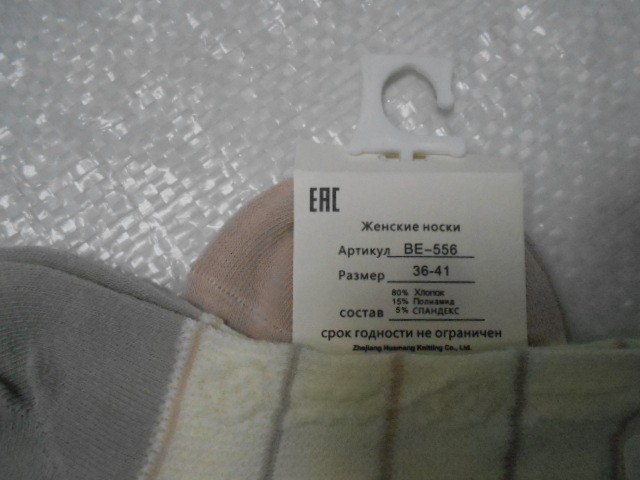 EAC
Женские носки
Артикул BE-556
Размер 36-41
80% Хлопок
15% Полиамид
состав 5% СПАНДЕКС
срок годности не ограничен
Zhejiang Huameng Knitting Co., Ltd.